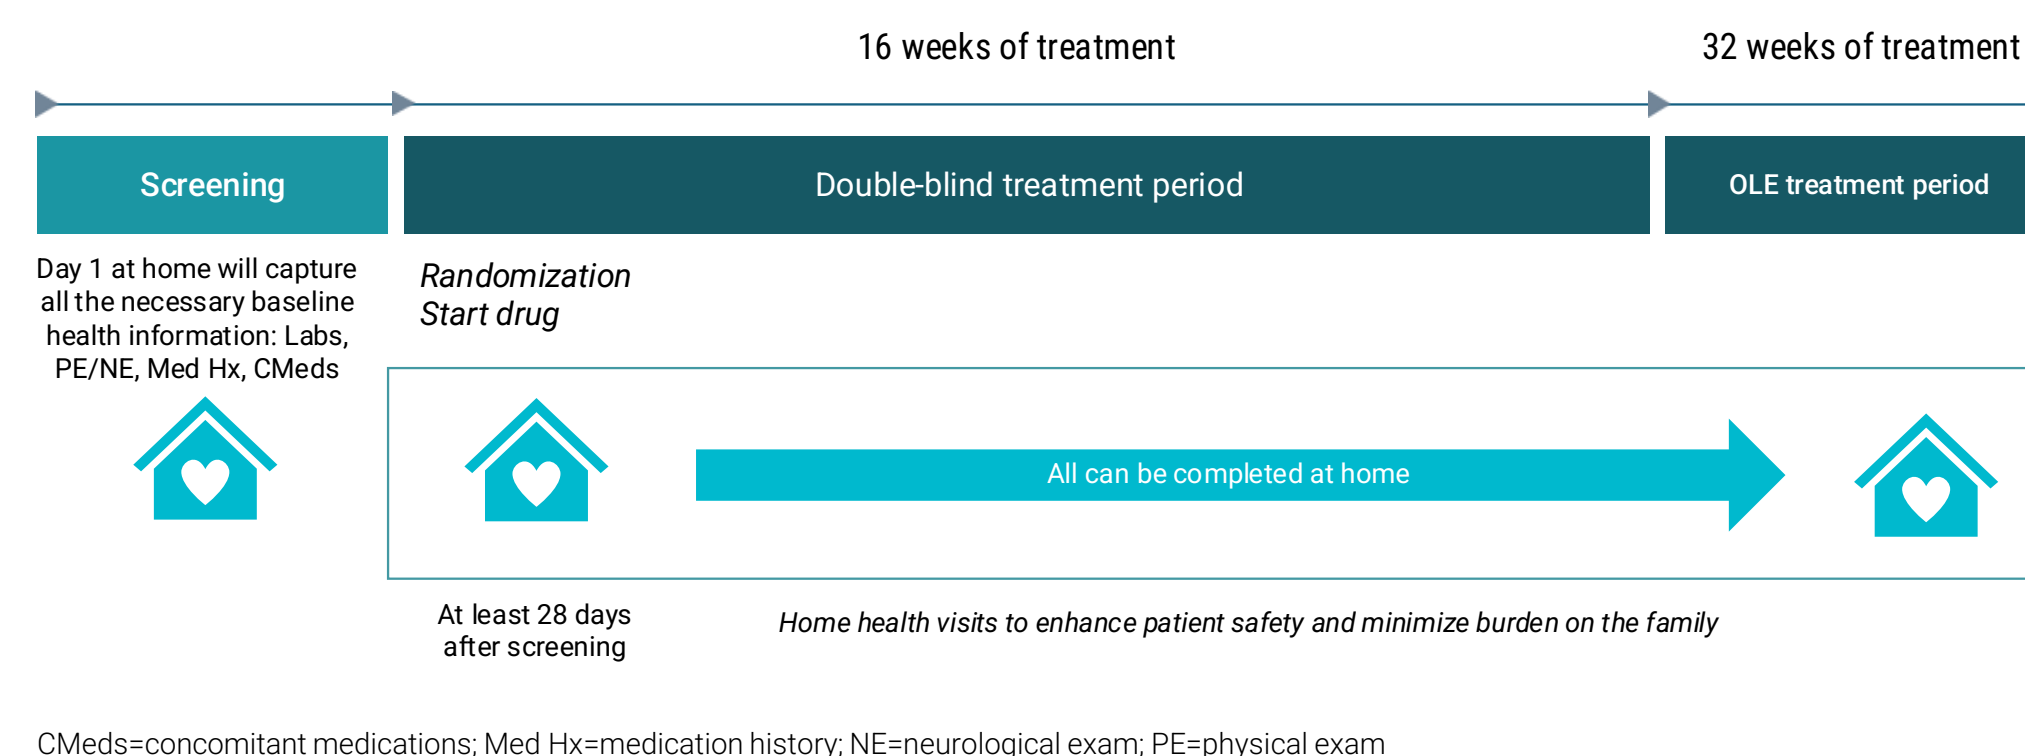 16 weeks of treatment
32 weeks of treatment
Screening
Double-blind treatment period
OLE treatment period
Day 1 at home will capture
all the necessary baseline
health information: Labs,
PE/NE, Med Hx, CMeds
Randomization
Start drug
All can be completed at home
At least 28 days
after screening
Home health visits to enhance patient safety and minimize burden on the family
CMeds=concomitant medications; Med Hx=medication history; NE=neurological exam; PE=physical exam